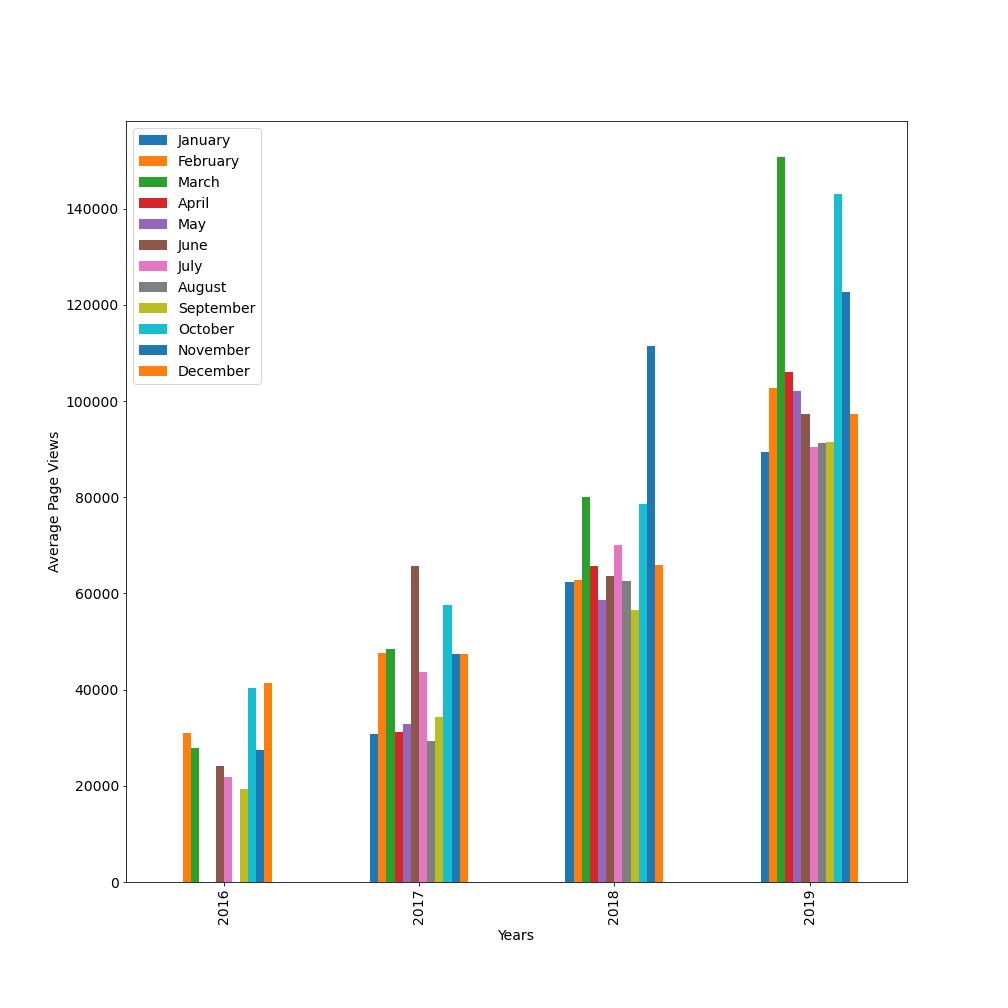 January
February
March
April
May
June
July
August
September
October
November
December
140000
120000
100000
80000
60000
40000
20000
0
Average Page Views
2016
2017
2018
2019
Years